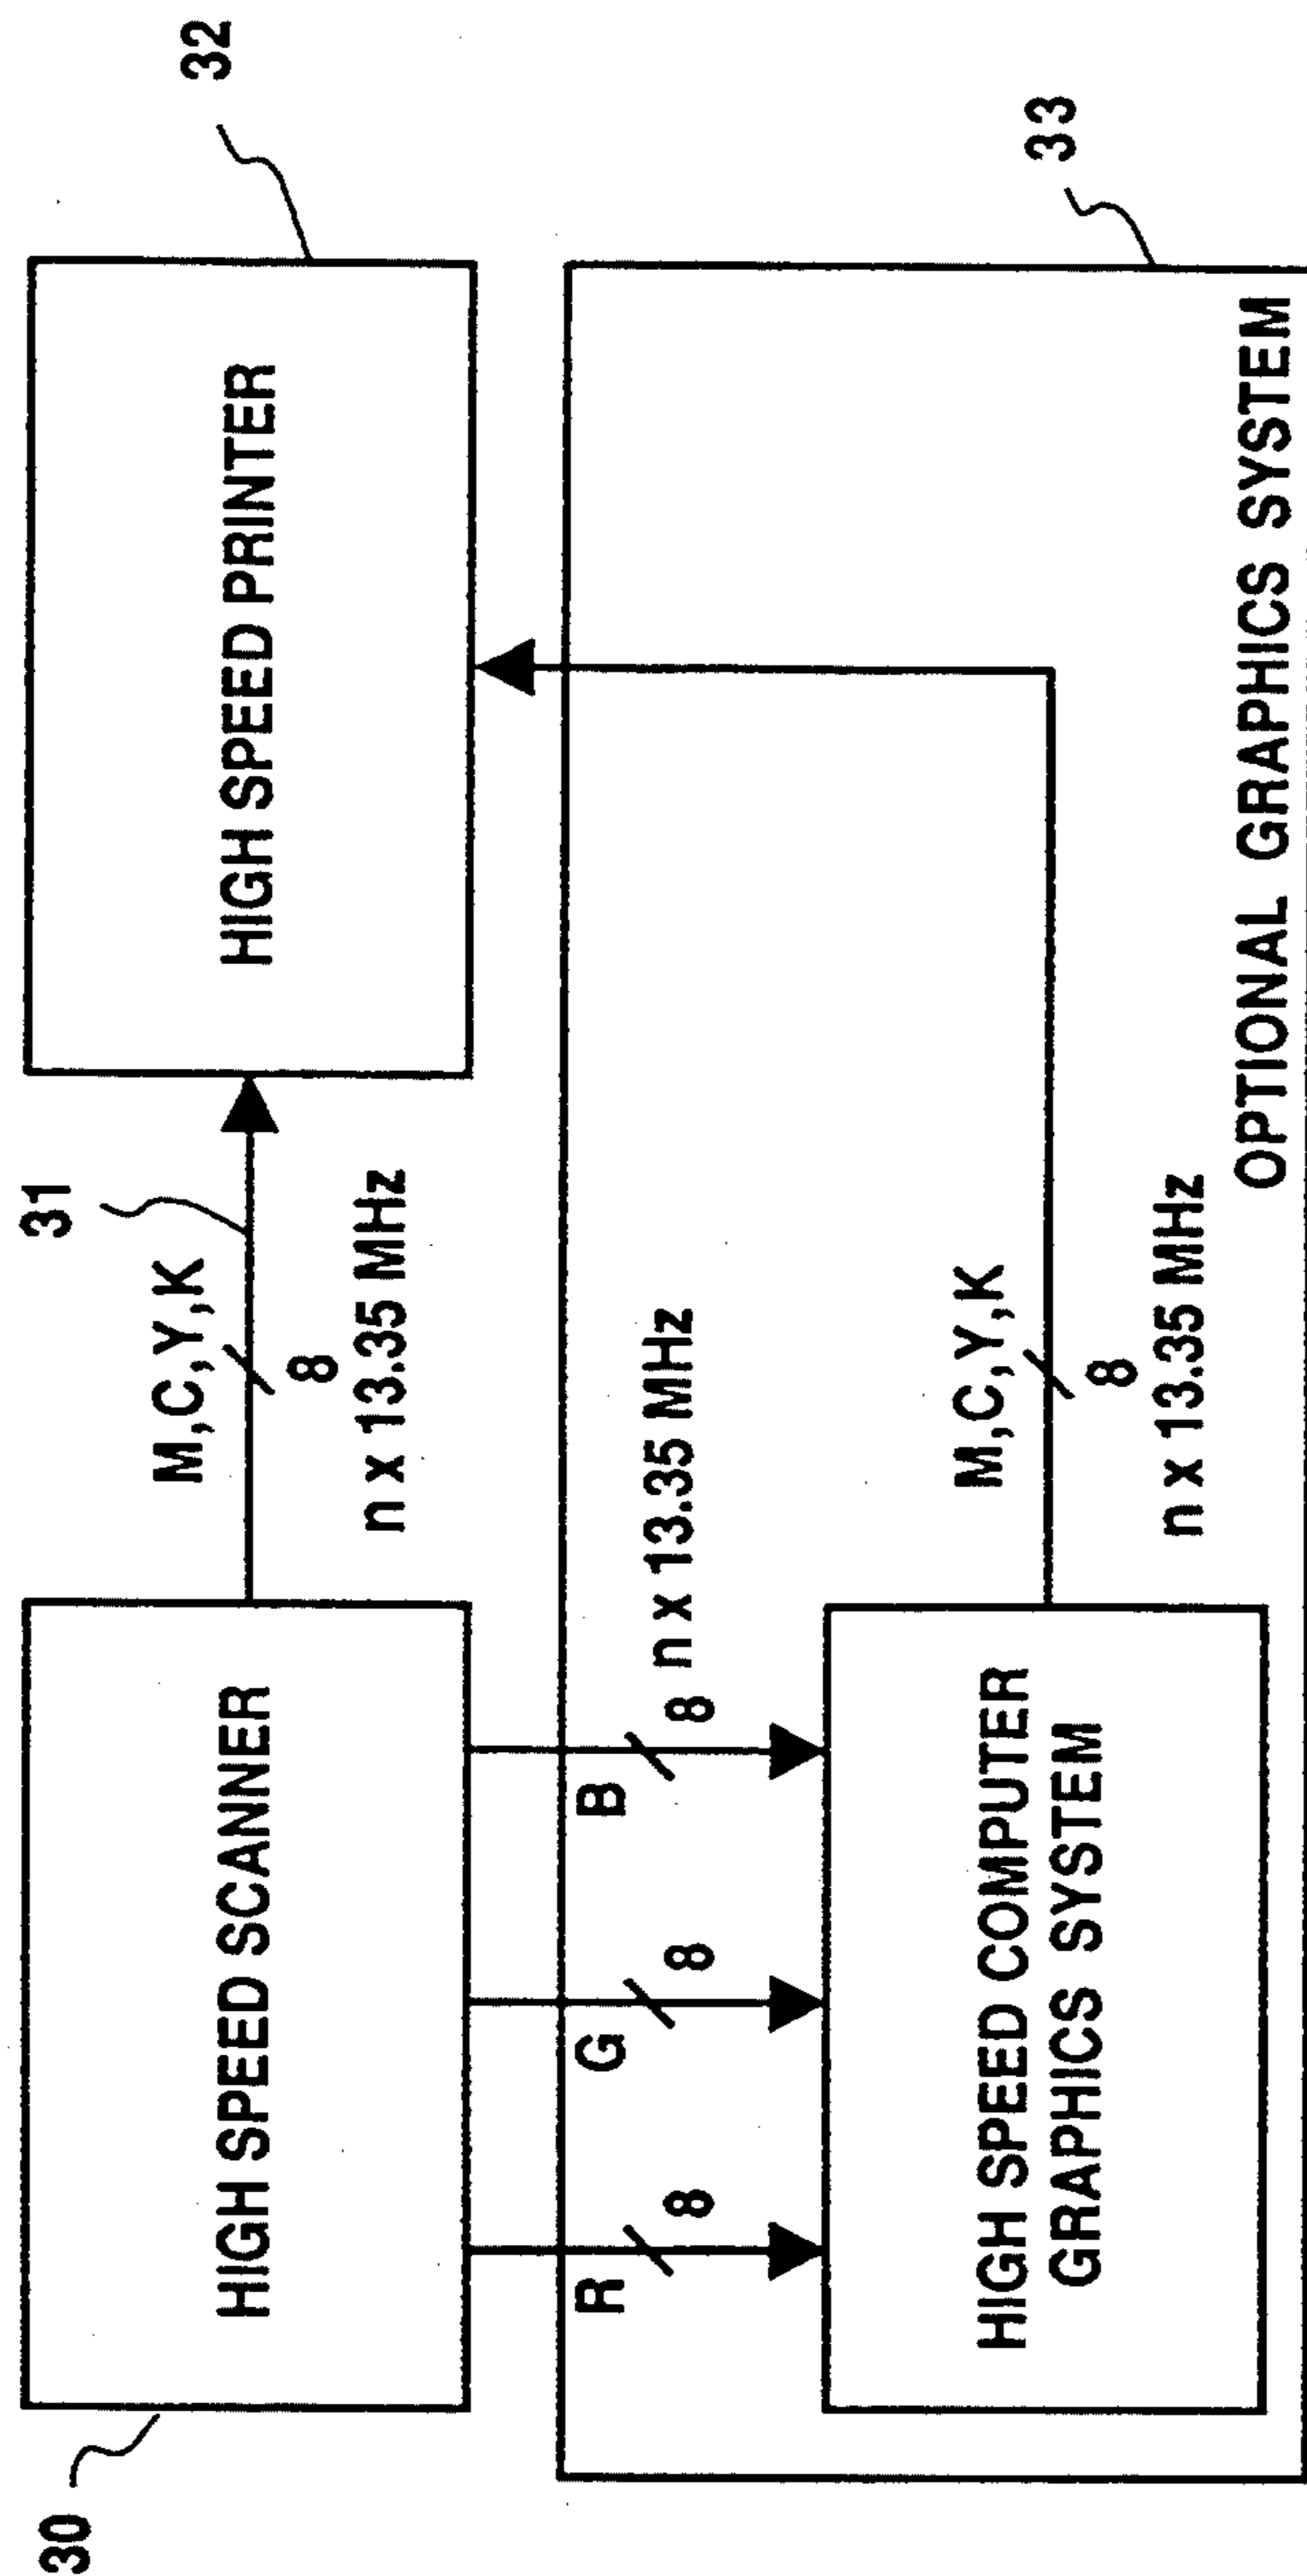 30
HIGH SPEED SCANNER
M,C,Y,K
8
n x 13.35 MHz
31
HIGH SPEED PRINTER
32
R
8
G
8
B
8
n x 13.35 MHz
HIGH SPEED COMPUTER
GRAPHICS SYSTEM
M,C,Y,K
8
n x 13.35 MHz
OPTIONAL GRAPHICS SYSTEM
33